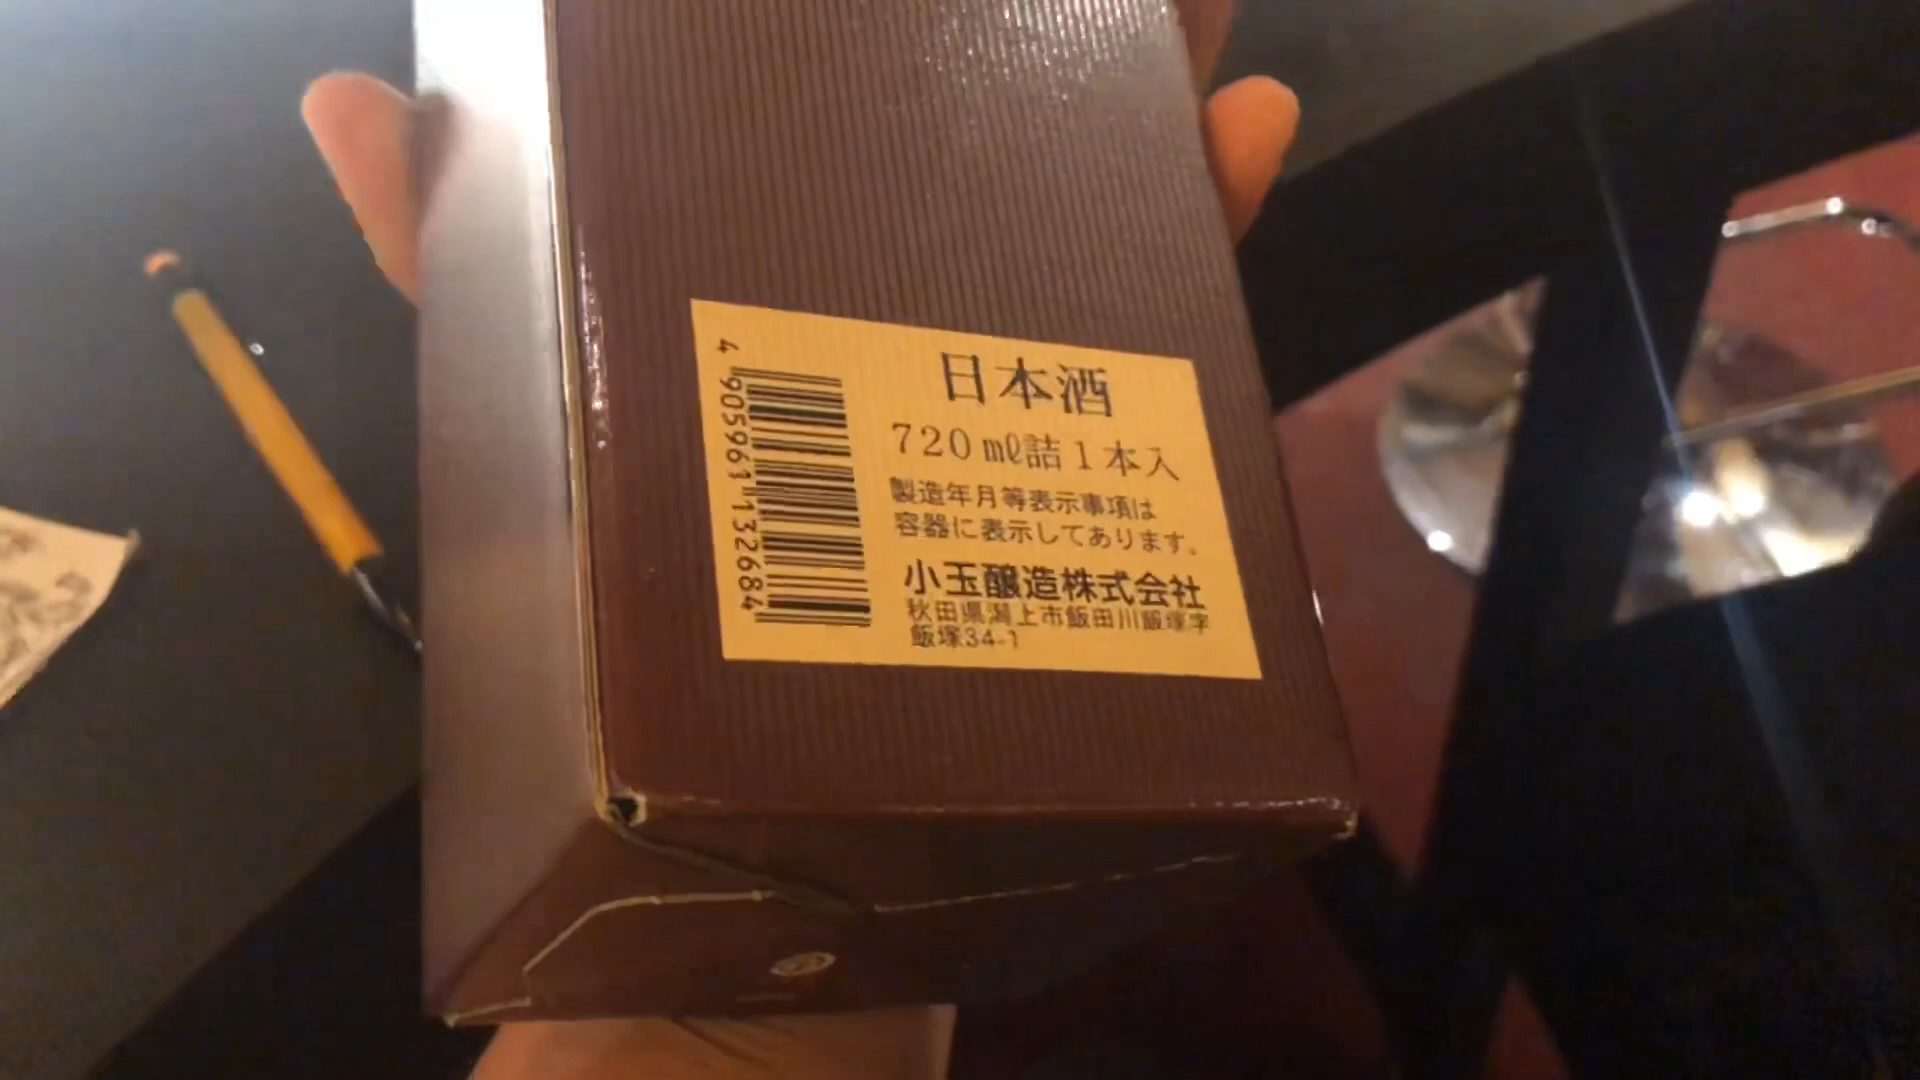 日本酒
720㎖詰1本入
製造年月等表示事項は
容器に表示してあります。
小玉醸造株式会社
秋田県潟上市飯田川飯塚字
飯塚34-1
4 905961 132684